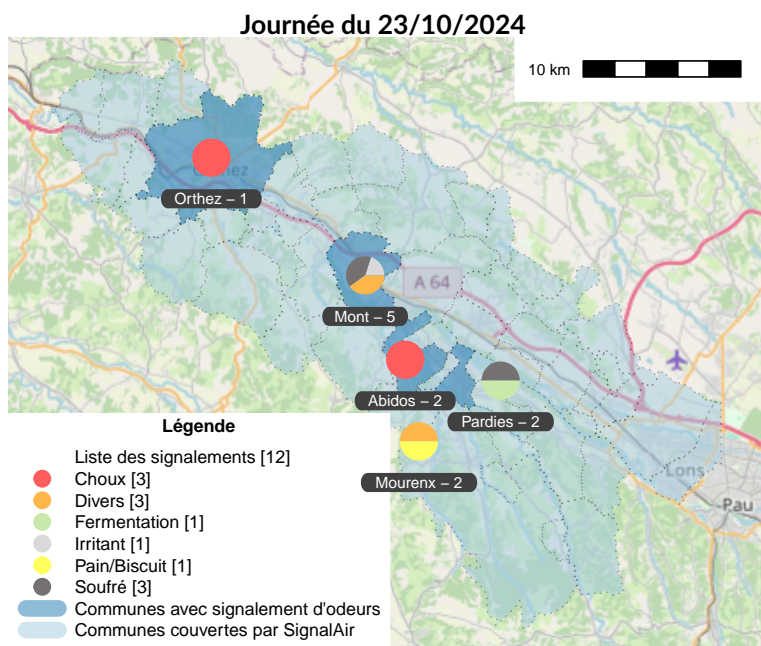 Journée du 23/10/2024
10 km
Orthez – 1
A 64
Mont – 5
Abidos – 2
Pardies – 2
Mourenx – 2
Lons
Pau
Légende
Liste des signalements [12]
Choux [3]
Divers [3]
Fermentation [1]
Irritant [1]
Pain/Biscuit [1]
Soufré [3]
Communes avec signalement d'odeurs
Communes couvertes par SignalAir